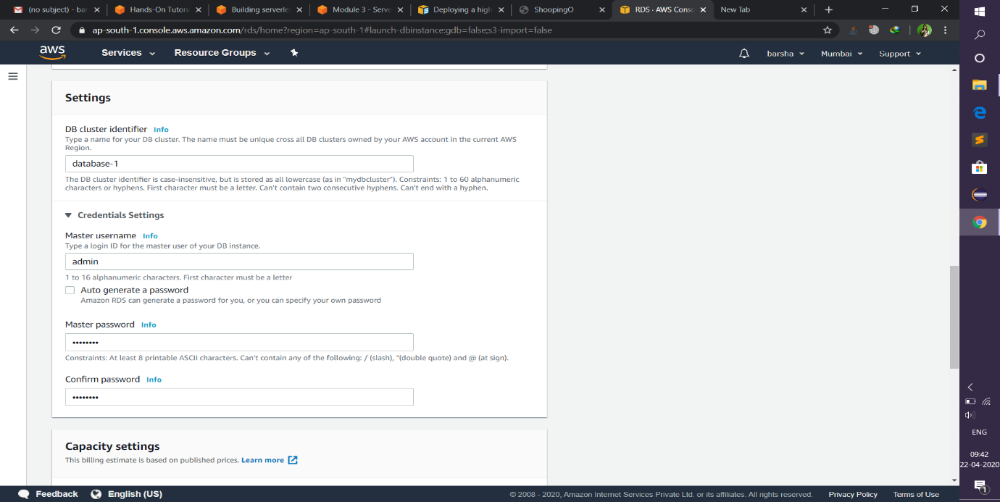 (no subject) - bar
Hands-On Tutori
Building serverles
Module 3 - Serve
Deploying a high
ShoopingO
RDS · AWS Conso
New Tab
ap-south-1.console.aws.amazon.com/rds/home?region=ap-south-1#launch-dbinstance:gdb=false;s3-import=false
aws
Services
Resource Groups
barsha
Mumbai
Support
Settings
DB cluster identifier Info
Type a name for your DB cluster. The name must be unique cross all DB clusters owned by your AWS account in the current AWS
Region.
database-1
The DB cluster identifier is case-insensitive, but is stored as all lowercase (as in "mydbcluster"). Constraints: 1 to 60 alphanumeric
characters or hyphens. First character must be a letter. Can't contain two consecutive hyphens. Can't end with a hyphen.
Credentials Settings
Master username Info
Type a login ID for the master user of your DB instance.
admin
1 to 16 alphanumeric characters. First character must be a letter
Auto generate a password
Amazon RDS can generate a password for you, or you can specify your own password
Master password Info
••••••••
Constraints: At least 8 printable ASCII characters. Can't contain any of the following: / (slash), "(double quote) and @ (at sign).
Confirm password Info
••••••••
Capacity settings
This billing estimate is based on published prices. Learn more
Feedback
English (US)
© 2008 - 2020, Amazon Internet Services Private Ltd. or its affiliates. All rights reserved.
Privacy Policy
Terms of Use
ENG
09:42
22-04-2020
1